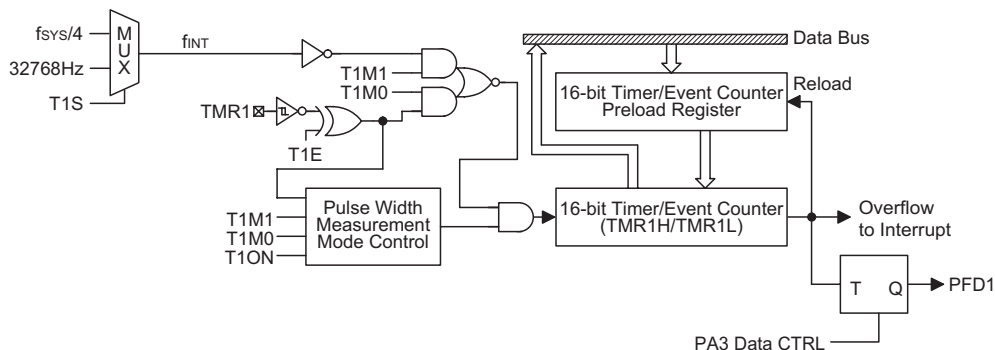 fSYS/4
MUX
fINT
32768Hz
T1S
T1M1
T1M0
TMR1
T1E
Data Bus
16-bit Timer/Event Counter
Preload Register
Reload
T1M1
T1M0
T1ON
Pulse Width
Measurement
Mode Control
16-bit Timer/Event Counter
(TMR1H/TMR1L)
Overflow
to Interrupt
T Q
PFD1
PA3 Data CTRL